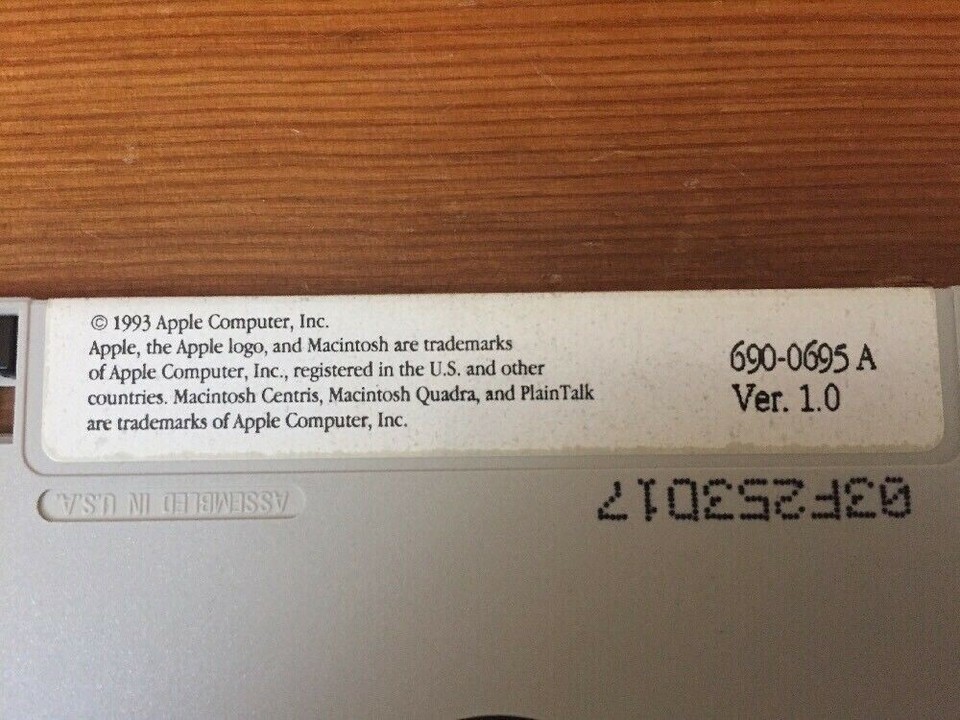 © 1993 Apple Computer, Inc.
Apple, the Apple logo, and Macintosh are trademarks
of Apple Computer, Inc., registered in the U.S. and other
countries. Macintosh Centris, Macintosh Quadra, and PlainTalk
are trademarks of Apple Computer, Inc.
690-0695 A
Ver. 1.0
ASSEMBLED IN U.S.A.
03F253D17